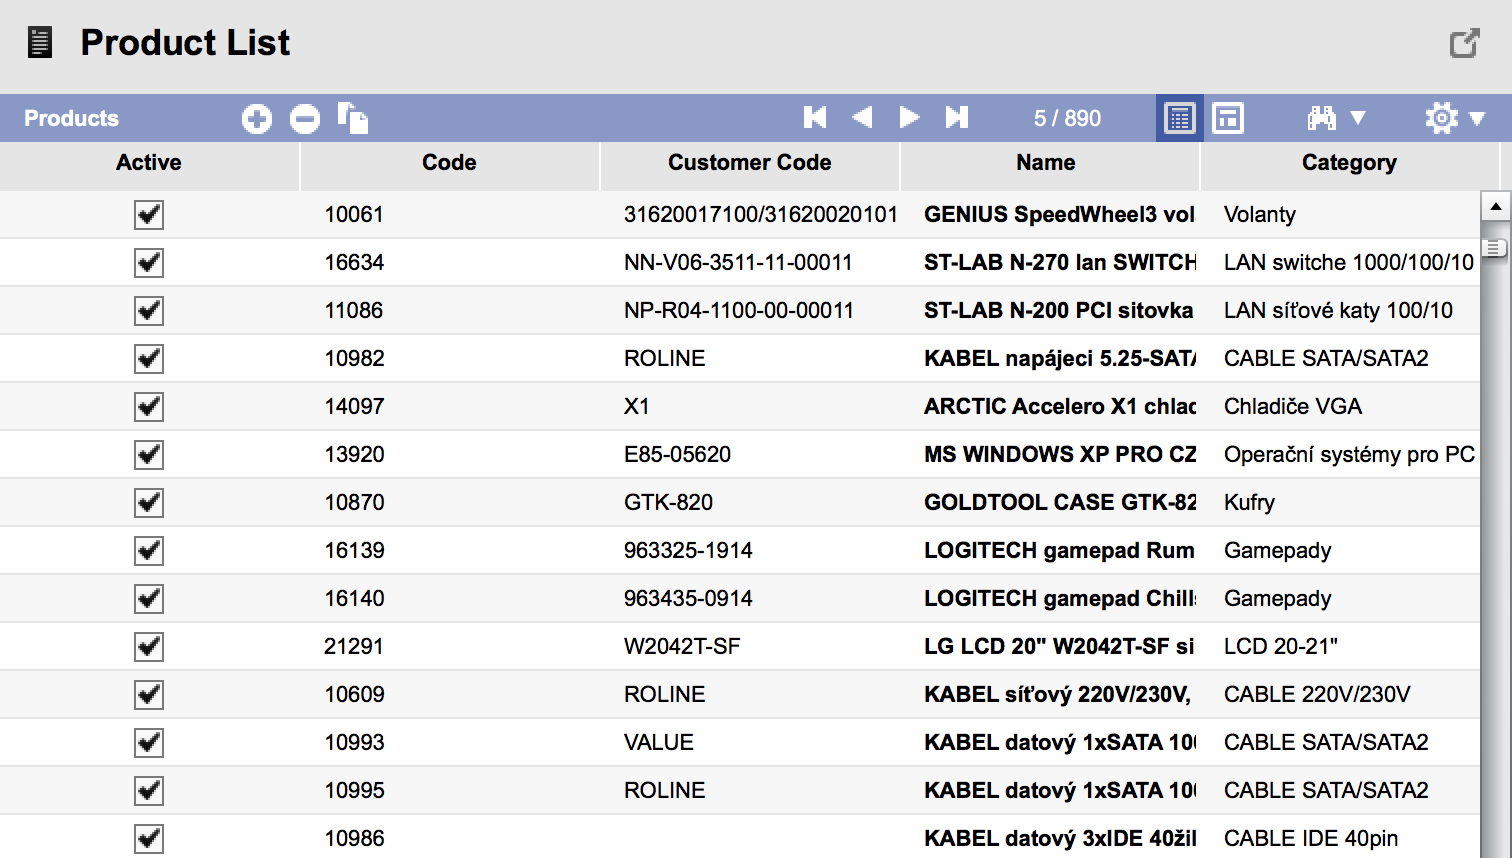 Product List
Products 5 / 890
Active Code Customer Code Name Category
10061 31620017100/31620020101 GENIUS SpeedWheel3 vol Volanty
16634 NN-V06-3511-11-00011 ST-LAB N-270 lan SWITCH LAN switche 1000/100/10
11086 NP-R04-1100-00-00011 ST-LAB N-200 PCI sitovka LAN síťové katy 100/10
10982 ROLINE KABEL napájeci 5.25-SATA CABLE SATA/SATA2
14097 X1 ARCTIC Accelero X1 chlad Chladiče VGA
13920 E85-05620 MS WINDOWS XP PRO CZ Operační systémy pro PC
10870 GTK-820 GOLDTOOL CASE GTK-82 Kufry
16139 963325-1914 LOGITECH gamepad Rum Gamepady
16140 963435-0914 LOGITECH gamepad Chills Gamepady
21291 W2042T-SF LG LCD 20" W2042T-SF si LCD 20-21"
10609 ROLINE KABEL síťový 220V/230V, CABLE 220V/230V
10993 VALUE KABEL datový 1xSATA 100 CABLE SATA/SATA2
10995 ROLINE KABEL datový 1xSATA 100 CABLE SATA/SATA2
10986 KABEL datový 3xIDE 40žil CABLE IDE 40pin